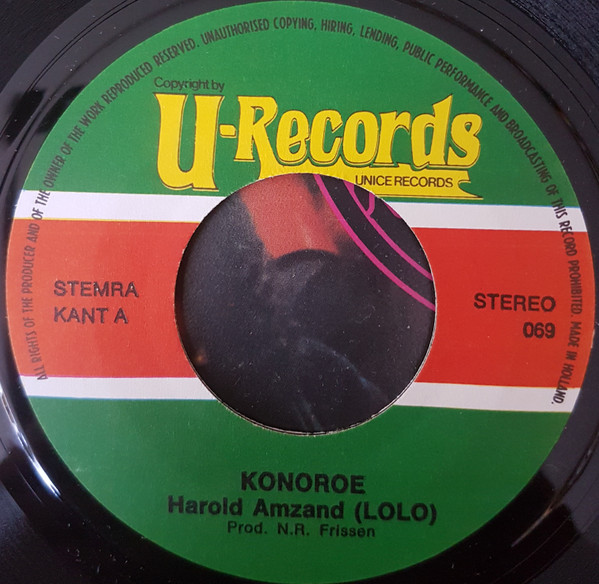 ALL RIGHTS OF THE PRODUCER AND OF THE OWNER OF THE WORK REPRODUCED RESERVED. UNAUTHORISED COPYING, HIRING, LENDING, PUBLIC PERFORMANCE AND BROADCASTING OF THIS RECORD PROHIBITED. MADE IN HOLLAND.
Copyright by
U-Records
UNICE RECORDS
STEMRA
KANT A
STEREO
069
KONOROE
Harold Amzand (LOLO)
Prod. N.R. Frissen